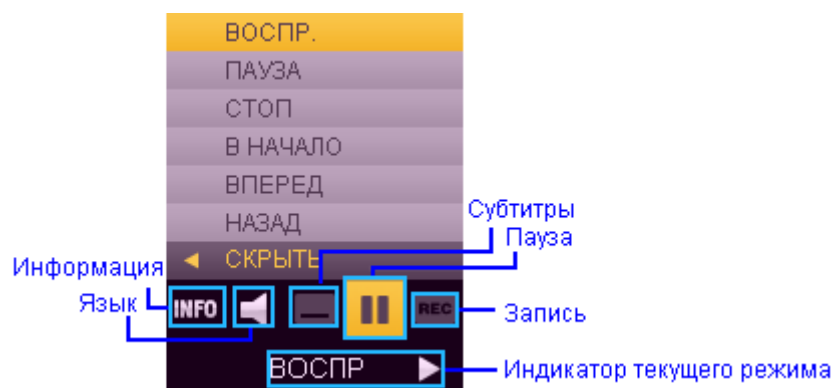 ВОСПР.
ПАУЗА
СТОП
В НАЧАЛО
ВПЕРЕД
НАЗАД
Субтитры
◄ СКРЫТЬ
Пауза
Информация
INFO
REC
Язык
Запись
ВОСПР
Индикатор текущего режима